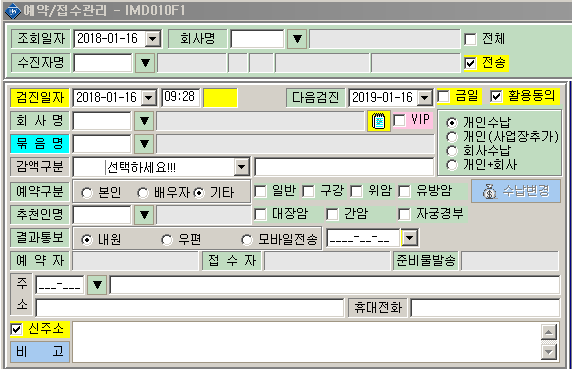 예약/접수관리 - IMD010F1
조회일자 2018-01-16 회사명 전체
수진자명 전송
검진일자 2018-01-16 09:28 다음검진 2019-01-16 금일 활용동의
회 사 명 VIP 개인수납
묶 음 명 개인(사업장추가)
회사수납
감액구분 선택하세요!!! 개인+회사
예약구분 본인 배우자 기타 일반 구강 위암 유방암 수납변경
추천인명 대장암 간암 자궁경부
결과통보 내원 우편 모바일전송 ____-__-__
예 약 자 접 수 자 준비물발송
주 ___-___
소 휴대전화
신주소
비 고